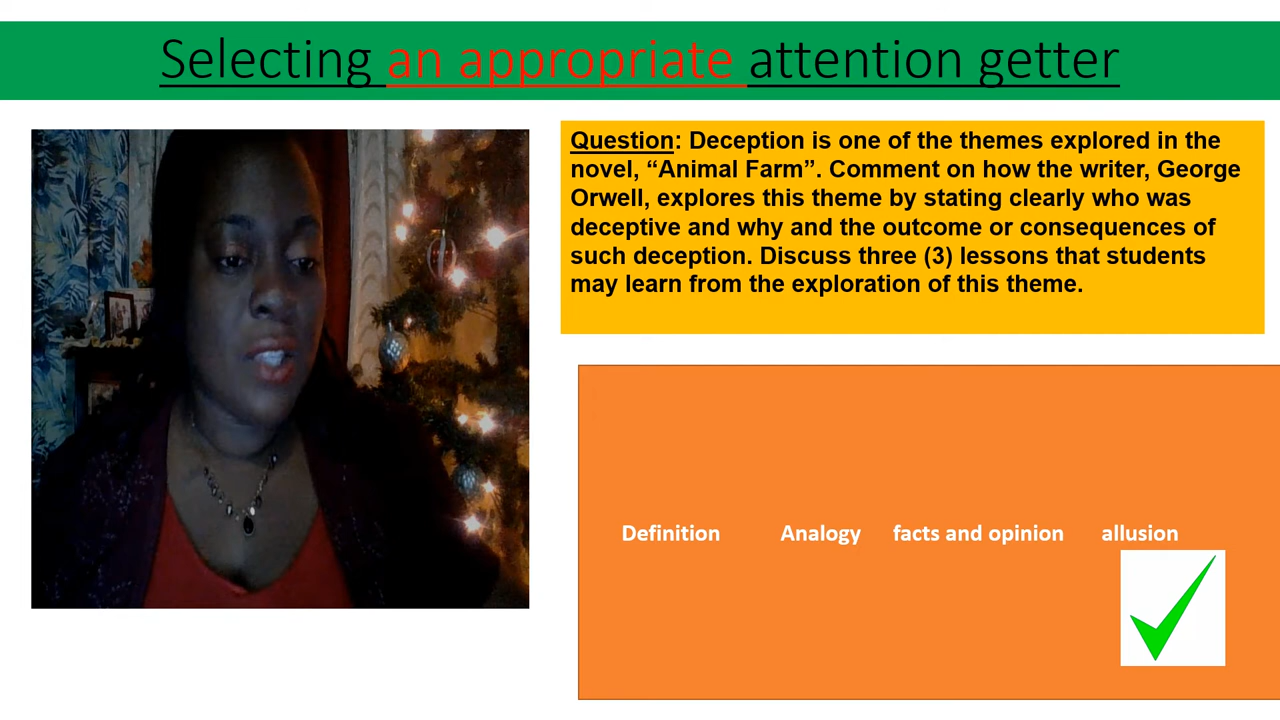 Selecting an appropriate attention getter
Question: Deception is one of the themes explored in the
novel, “Animal Farm”. Comment on how the writer, George
Orwell, explores this theme by stating clearly who was
deceptive and why and the outcome or consequences of
such deception. Discuss three (3) lessons that students
may learn from the exploration of this theme.
Definition Analogy facts and opinion allusion